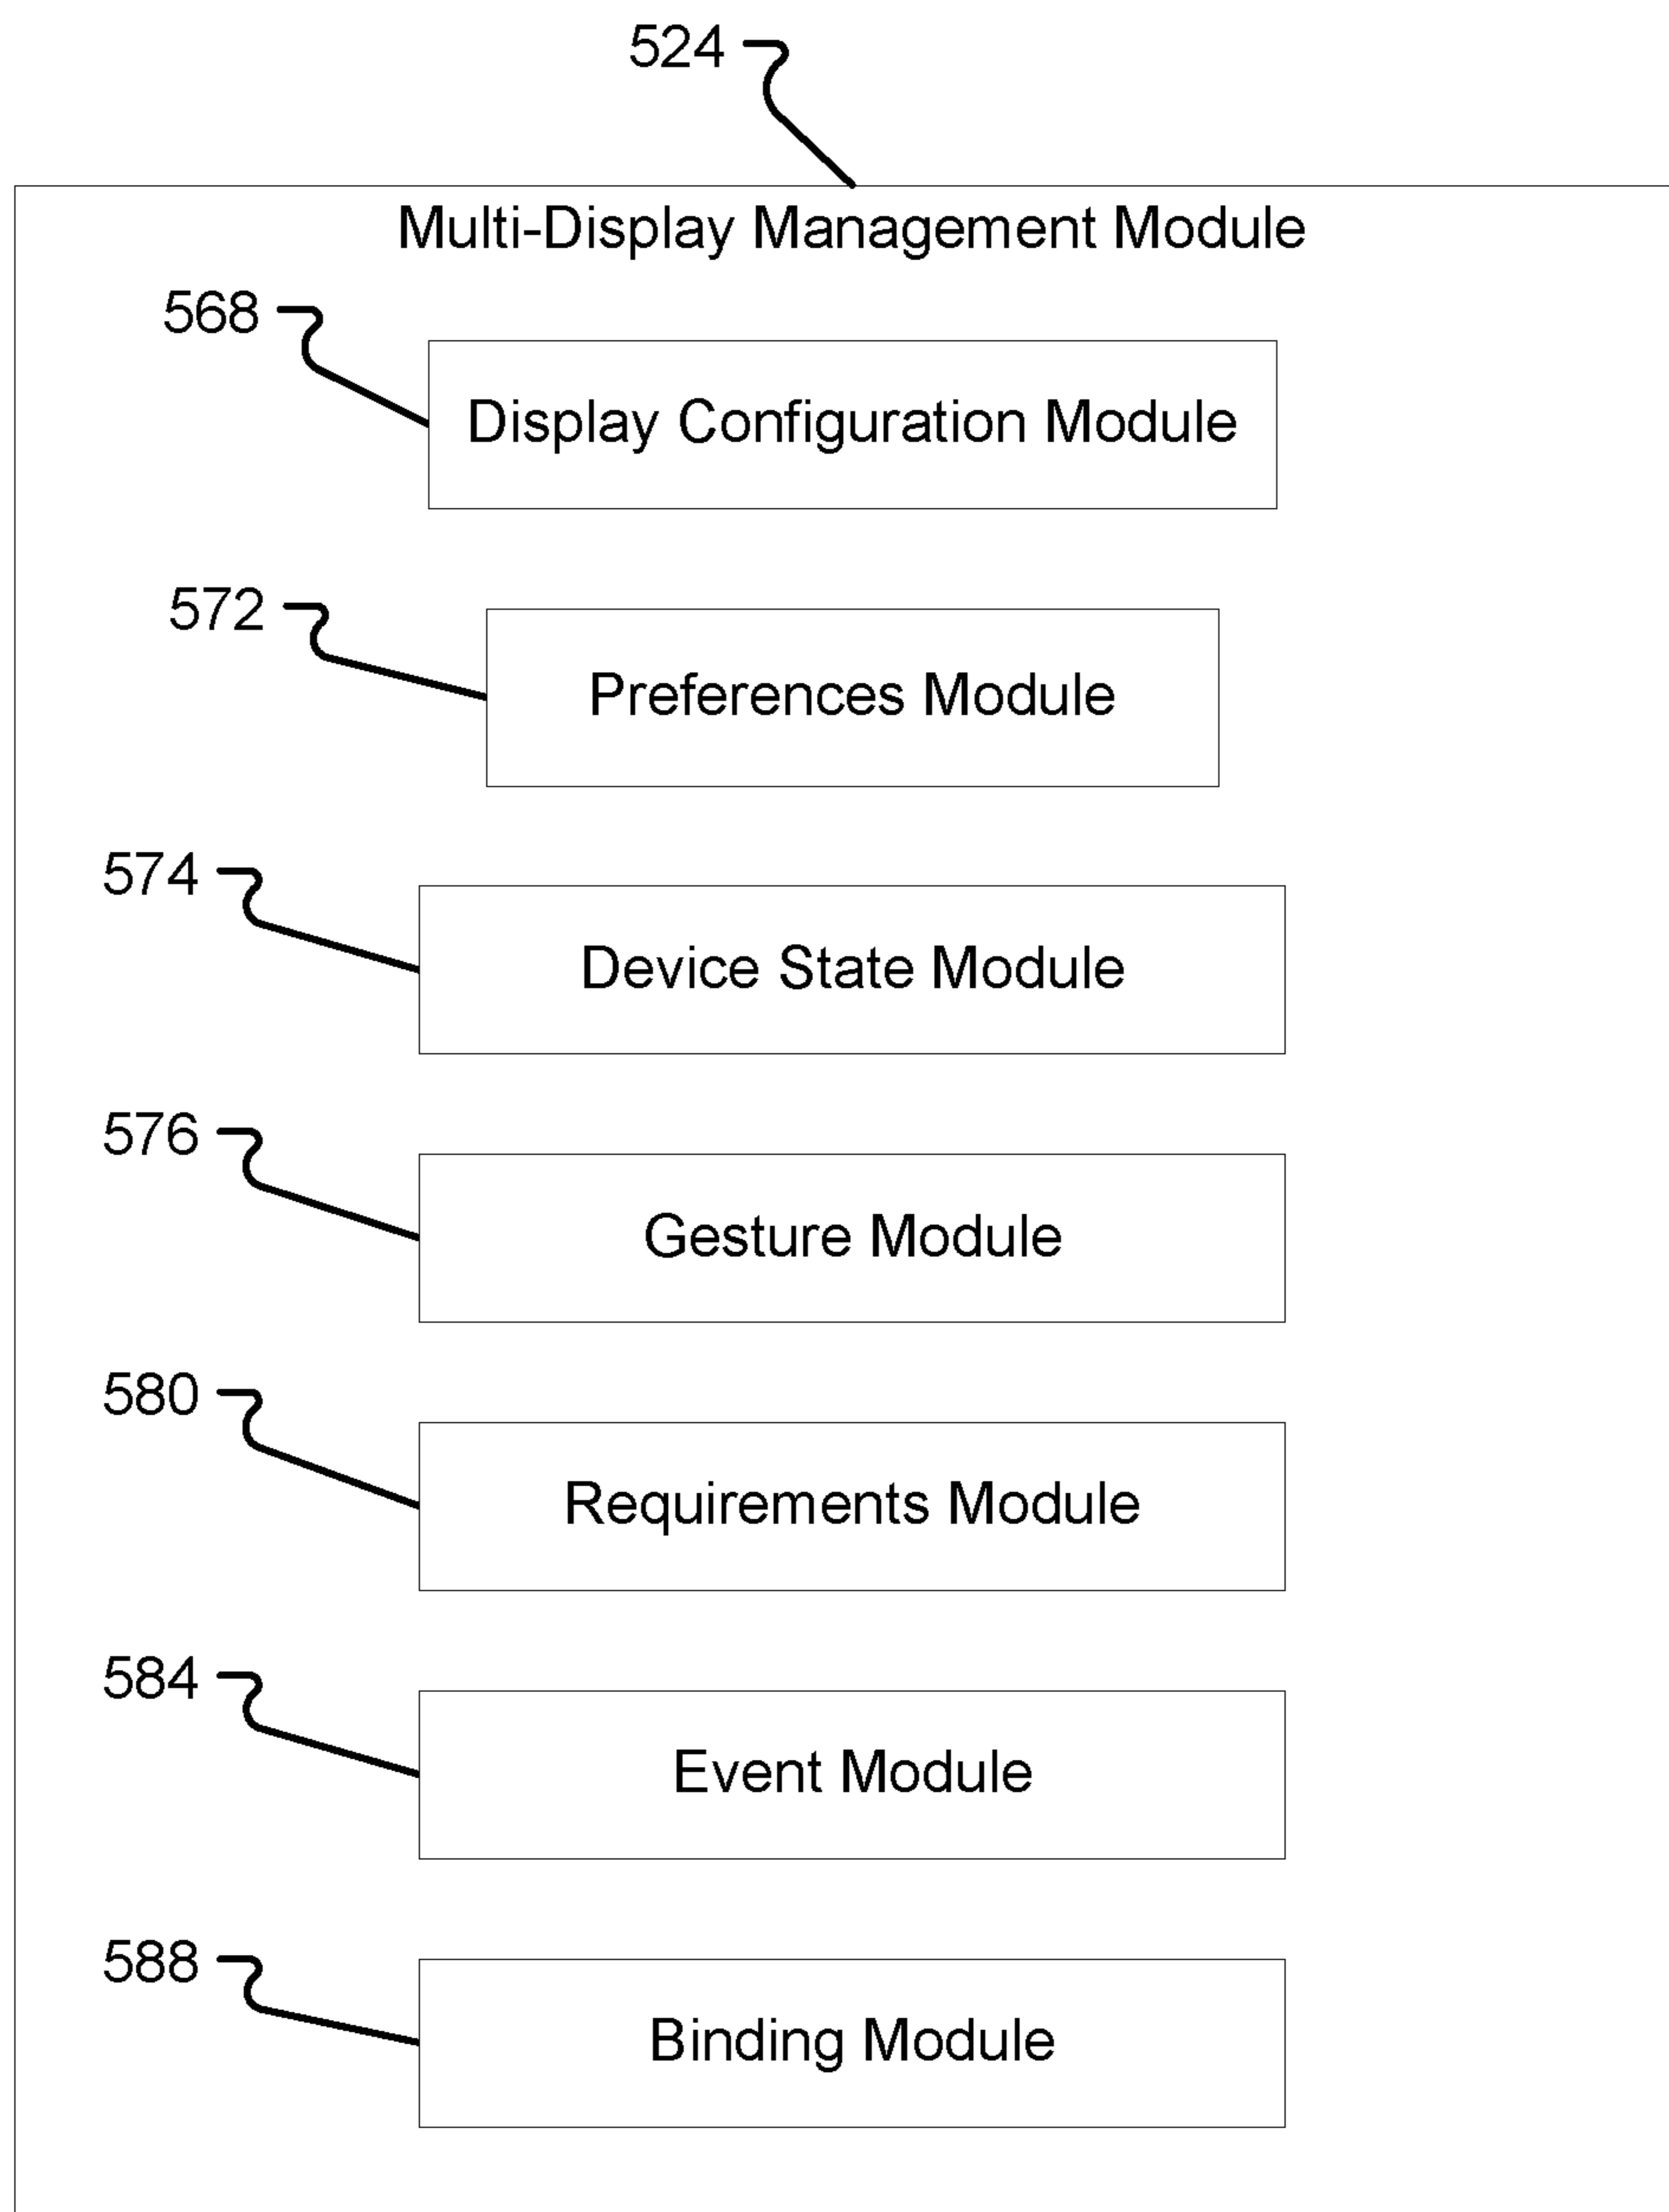 524
Multi-Display Management Module
568
Display Configuration Module
572
Preferences Module
574
Device State Module
576
Gesture Module
580
Requirements Module
584
Event Module
588
Binding Module